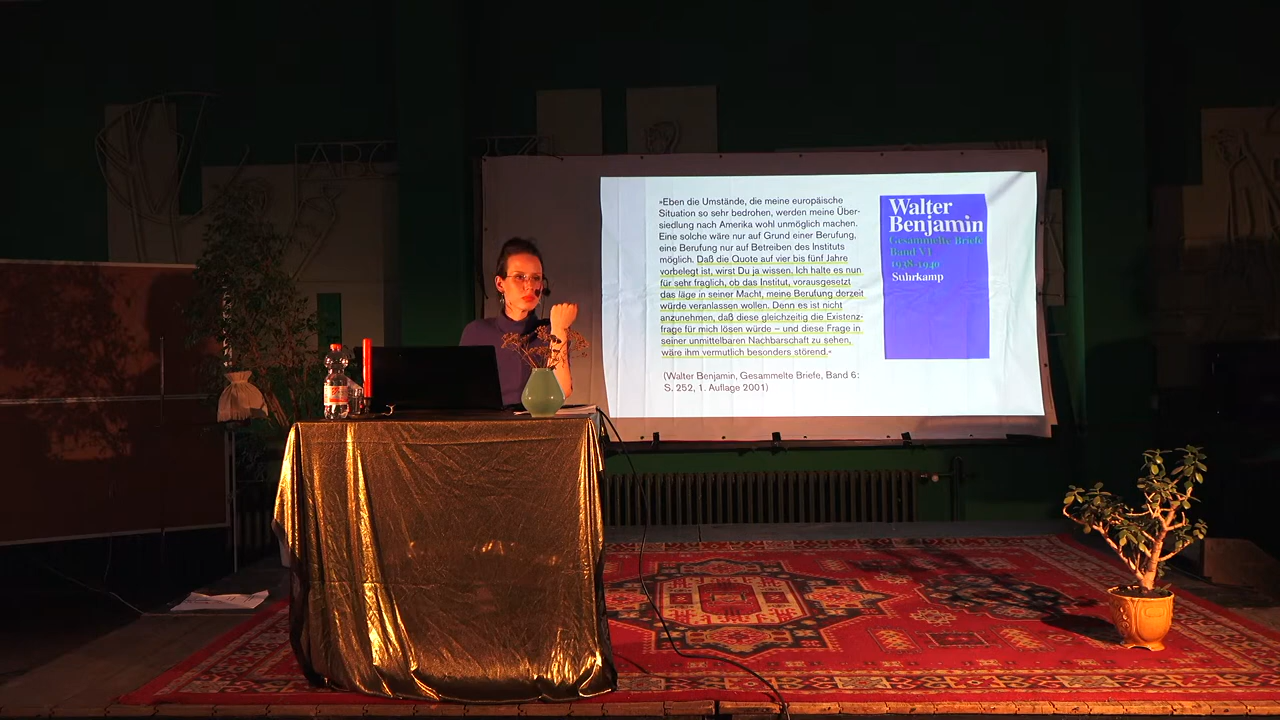 ABC
»Eben die Umstände, die meine europäische
Situation so sehr bedrohen, werden meine Über-
siedlung nach Amerika wohl unmöglich machen.
Eine solche wäre nur auf Grund einer Berufung,
eine Berufung nur auf Betreiben des Instituts
möglich. Daß die Quote auf vier bis fünf Jahre
vorbelegt ist, wirst Du ja wissen. Ich halte es nun
für sehr fraglich, ob das Institut, vorausgesetzt
das läge in seiner Macht, meine Berufung derzeit
würde veranlassen wollen. Denn es ist nicht
anzunehmen, daß diese gleichzeitig die Existenz-
frage für mich lösen würde – und diese Frage in
seiner unmittelbaren Nachbarschaft zu sehen,
wäre ihm vermutlich besonders störend.«
(Walter Benjamin, Gesammelte Briefe, Band 6:
S. 252, 1. Auflage 2001)
Walter
Benjamin
Gesammelte Briefe
Band VI
1938-1940
Suhrkamp